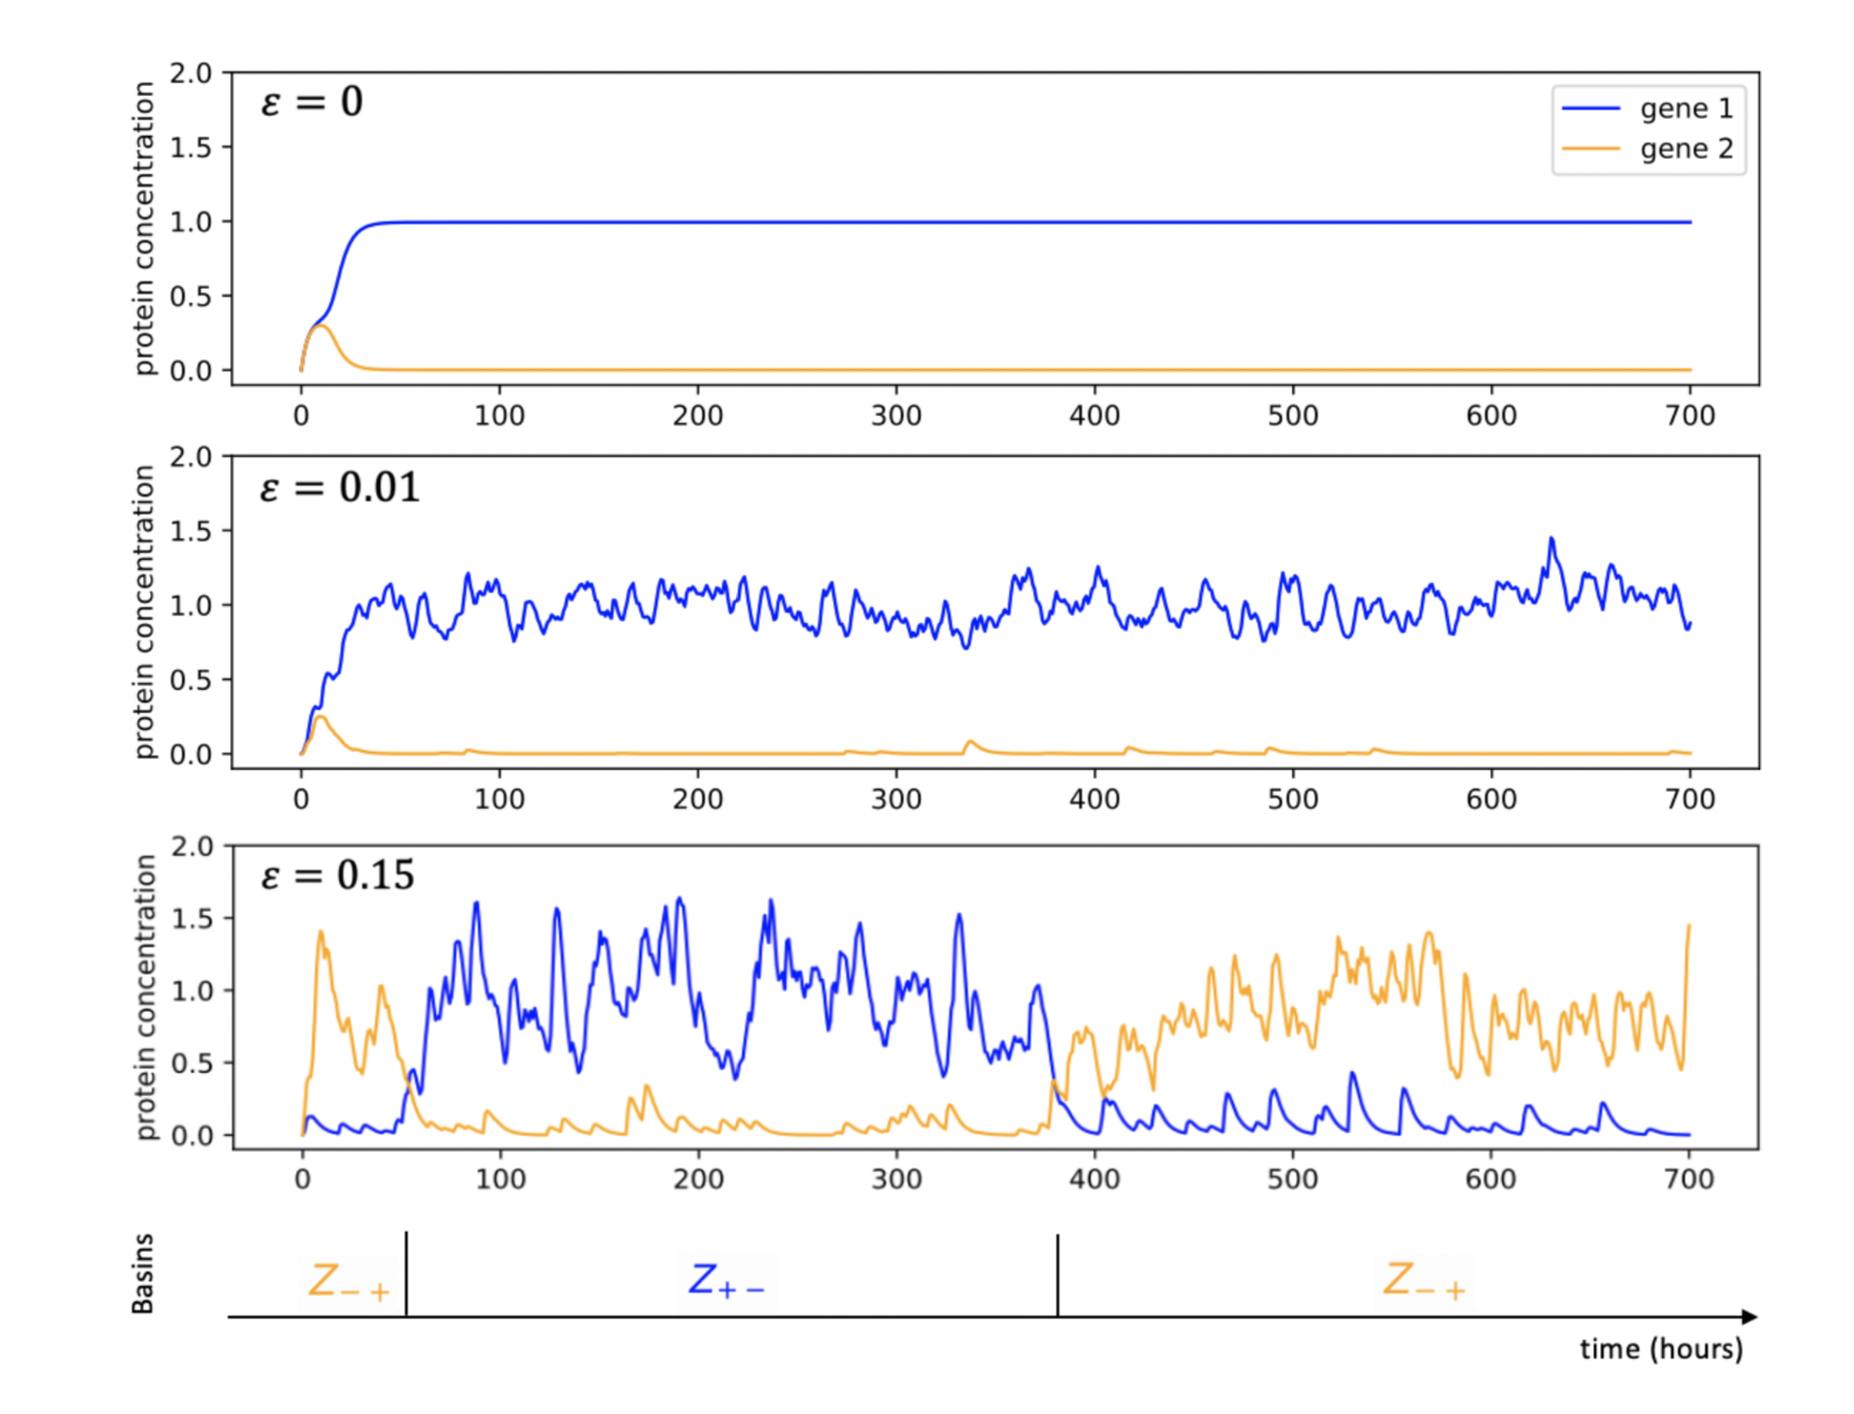 ε = 0
gene 1
gene 2
protein concentration
2.0
1.5
1.0
0.5
0.0
0 100 200 300 400 500 600 700
ε = 0.01
protein concentration
2.0
1.5
1.0
0.5
0.0
0 100 200 300 400 500 600 700
ε = 0.15
protein concentration
2.0
1.5
1.0
0.5
0.0
0 100 200 300 400 500 600 700
Basins
Z− + Z+ − Z− +
time (hours)